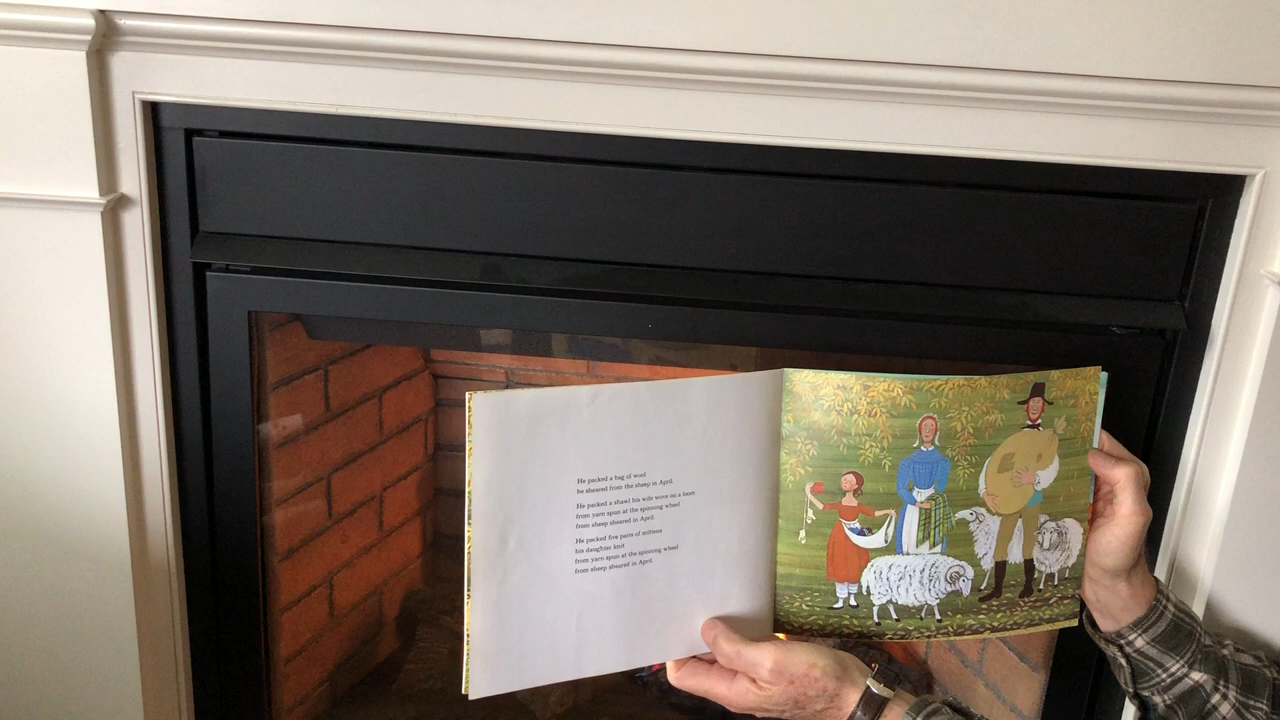 He packed a bag of wool
he sheared from the sheep in April.
He packed a shawl his wife wove on a loom
from yarn spun at the spinning wheel
from sheep sheared in April.
He packed five pairs of mittens
his daughter knit
from yarn spun at the spinning wheel
from sheep sheared in April.